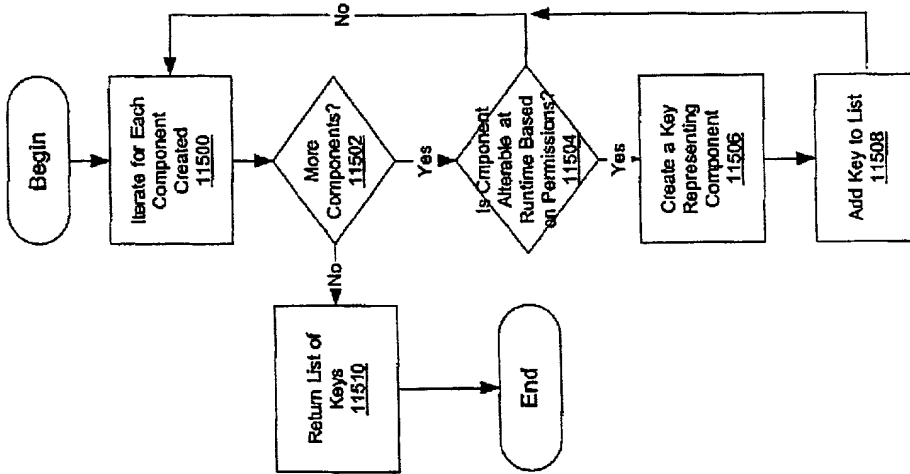 Begin
Iterate for Each
Component
Created
11500
More
Components?
11502
No
Yes
Is Cmponent
Alterable at
Runtime Based
on Permissions?
11504
No
Yes
Create a Key
Representing
Component
11506
Add Key to List
11508
Return List of
Keys
11510
End